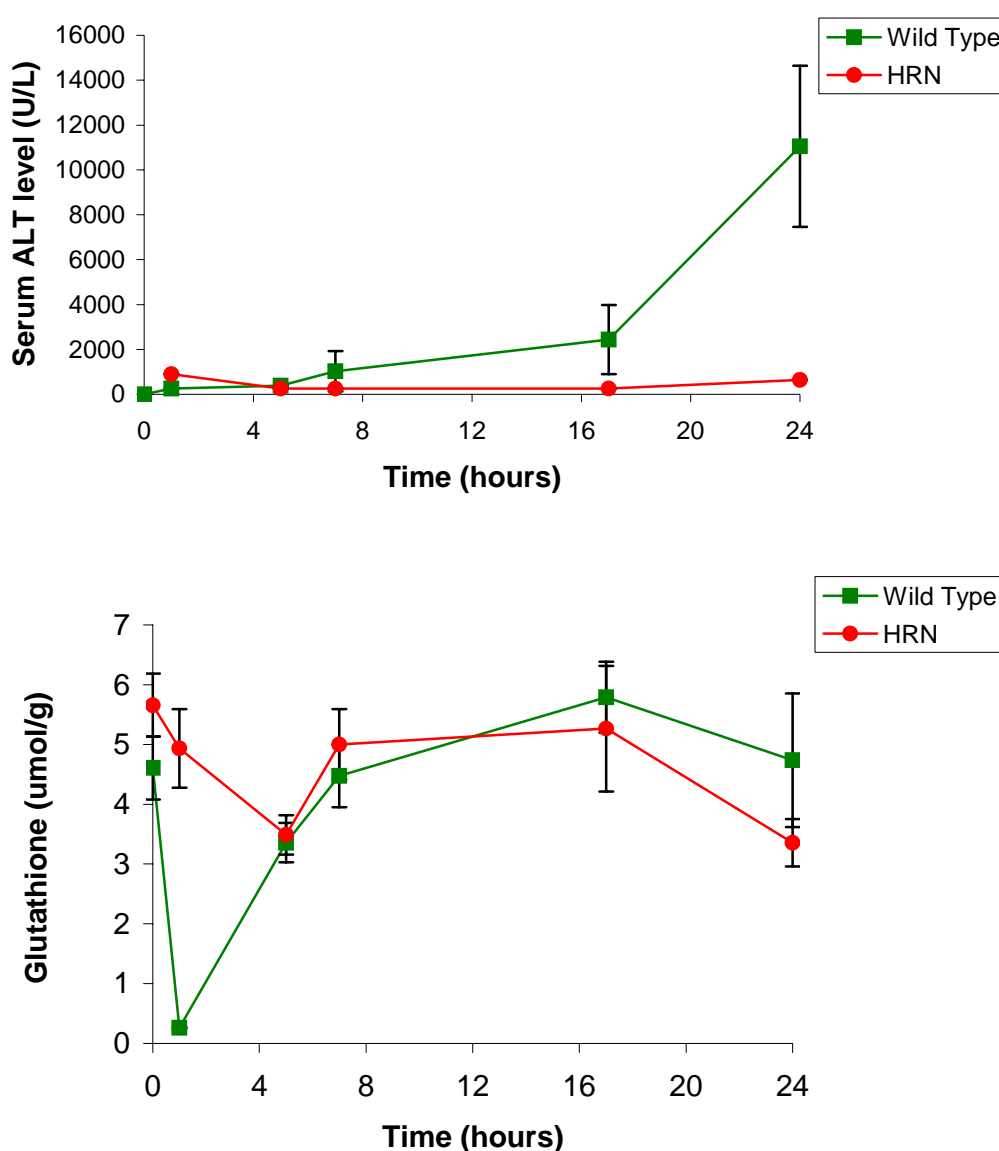 16000
14000
12000
10000
8000
6000
4000
2000
0
Serum ALT level (U/L)
0 4 8 12 16 20 24
Time (hours)
Wild Type
HRN
7
6
5
4
3
2
1
0
Glutathione (umol/g)
0 4 8 12 16 20 24
Time (hours)
Wild Type
HRN